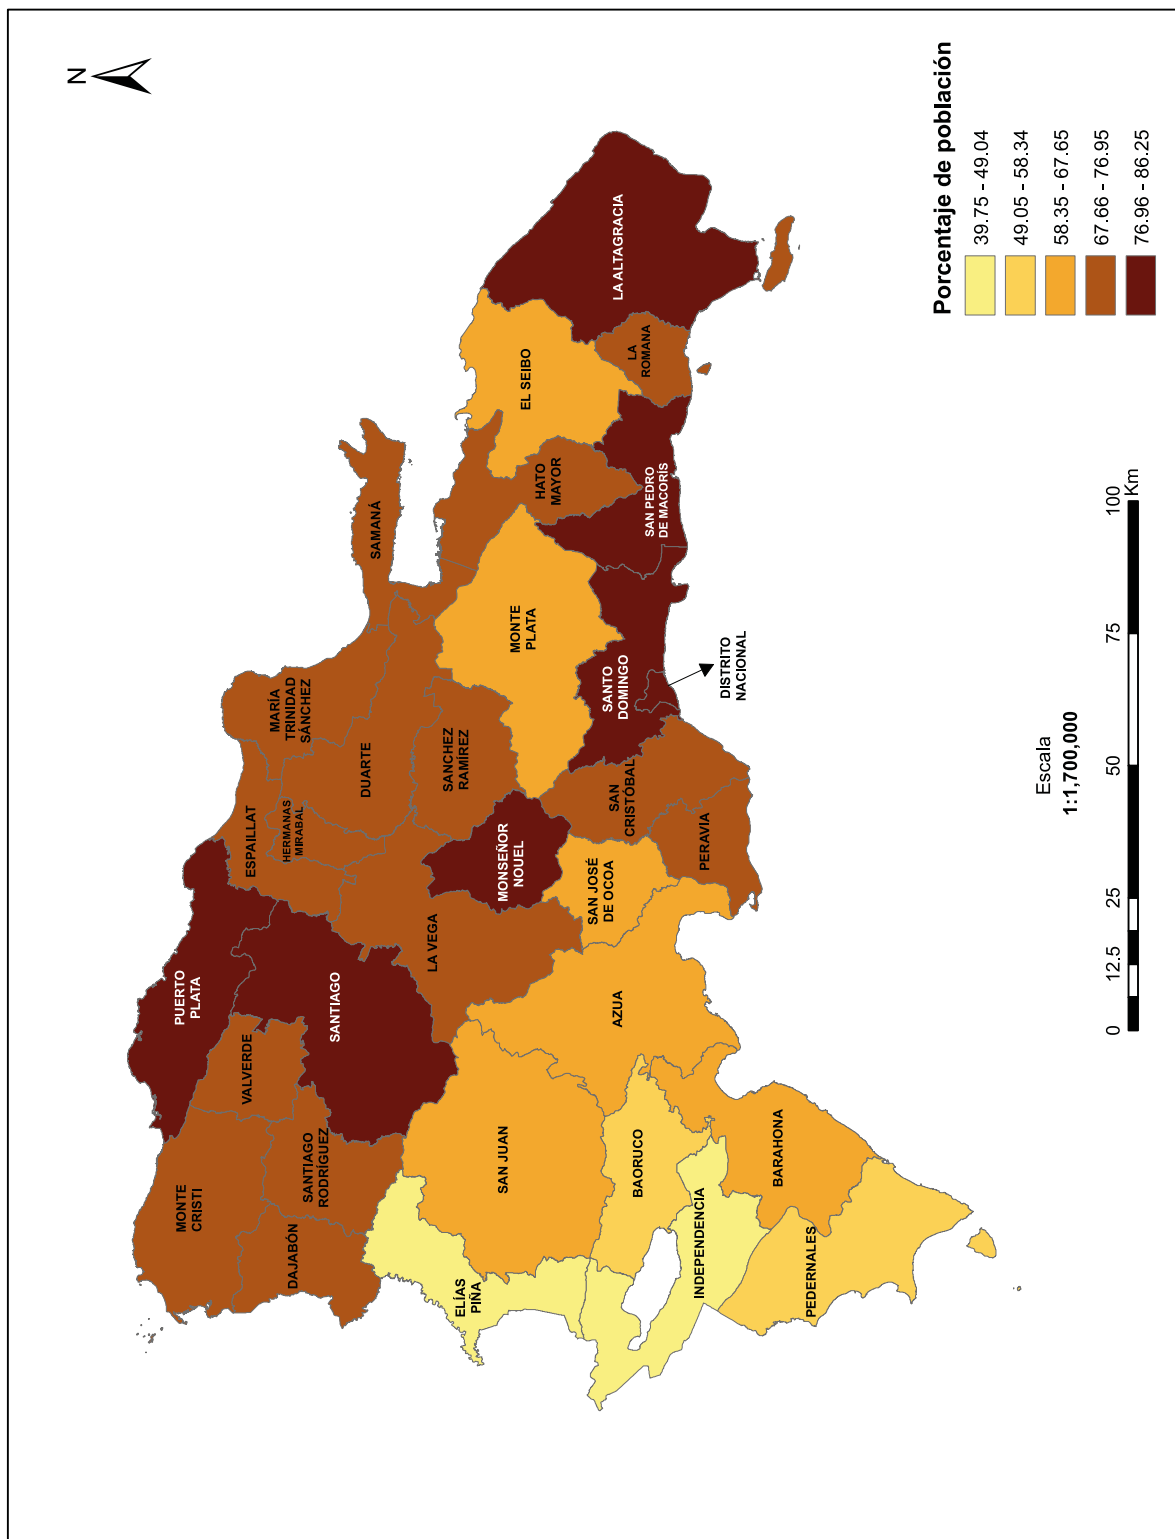 N
PUERTO
PLATA
MONTE
CRISTI
VALVERDE
ESPAILLAT
MARÍA
TRINIDAD
SÁNCHEZ
HERMANAS
MIRABAL
DAJABÓN
SANTIAGO
RODRÍGUEZ
SANTIAGO
DUARTE
SAMANÁ
LA VEGA
SANCHEZ
RAMÍREZ
ELÍAS
PIÑA
SAN JUAN
MONSEÑOR
NOUEL
MONTE
PLATA
HATO
MAYOR
EL SEIBO
LA ALTAGRACIA
LA
ROMANA
SAN PEDRO
DE MACORÍS
SANTO
DOMINGO
DISTRITO
NACIONAL
SAN
CRISTÓBAL
SAN JOSÉ
DE OCOA
PERAVIA
AZUA
BAORUCO
INDEPENDENCIA
BARAHONA
PEDERNALES
Porcentaje de población
39.75 - 49.04
49.05 - 58.34
58.35 - 67.65
67.66 - 76.95
76.96 - 86.25
Escala
1:1,700,000
0 12.5 25 50 75 100
Km